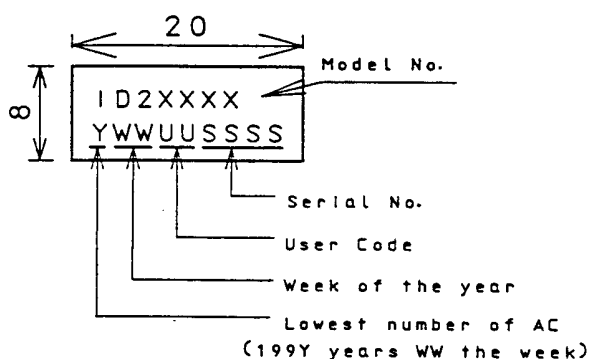 20
Model No.
8
ID2XXXX
YWWUUSSSS
Serial No.
User Code
Week of the year
Lowest number of AC
(199Y years WW the week)